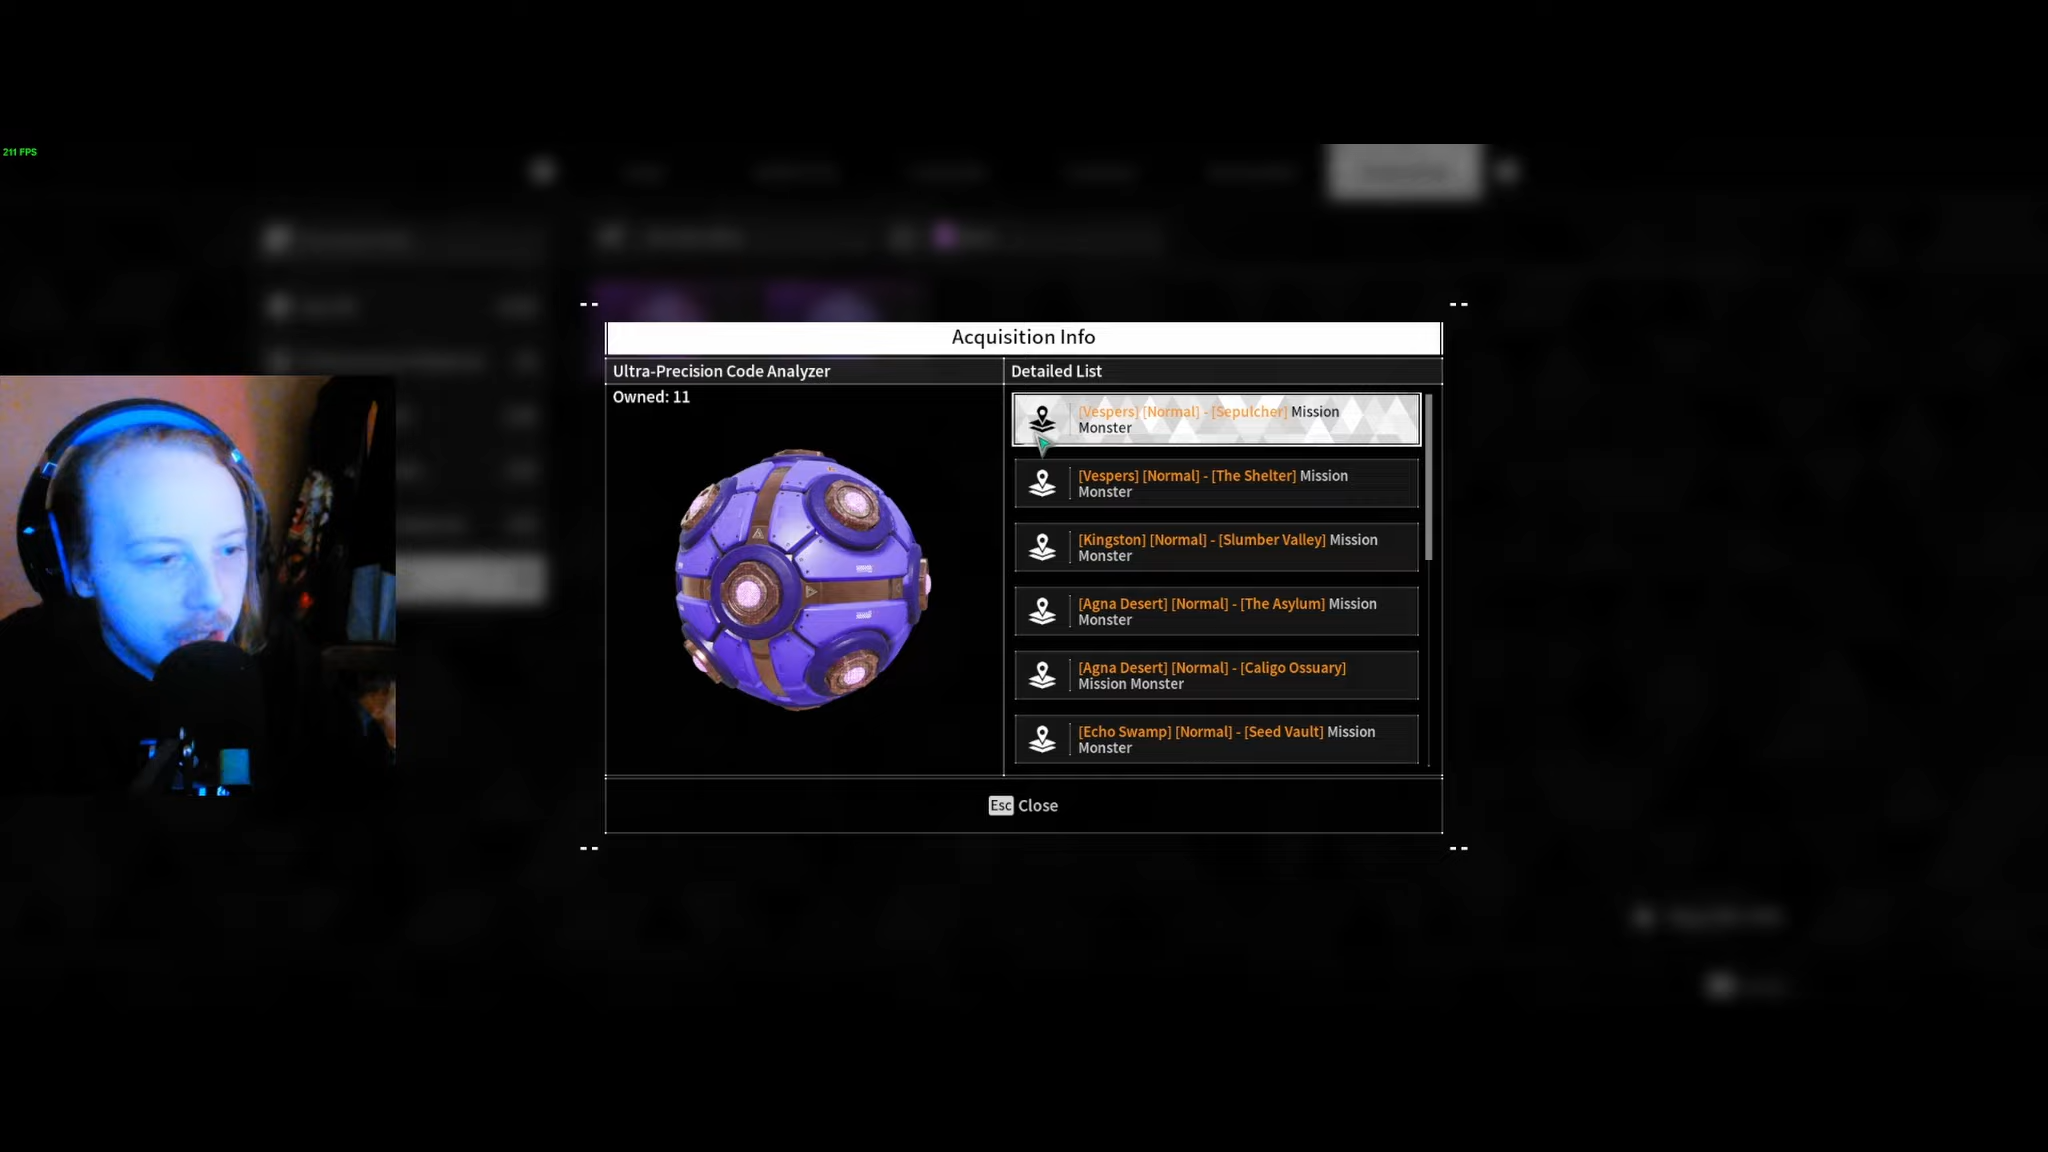 211 FPS
Acquisition Info
Ultra-Precision Code Analyzer
Owned: 11
Detailed List
[Vespers] [Normal] - [Sepulcher] Mission
Monster
[Vespers] [Normal] - [The Shelter] Mission
Monster
[Kingston] [Normal] - [Slumber Valley] Mission
Monster
[Agna Desert] [Normal] - [The Asylum] Mission
Monster
[Agna Desert] [Normal] - [Caligo Ossuary]
Mission Monster
[Echo Swamp] [Normal] - [Seed Vault] Mission
Monster
Esc Close